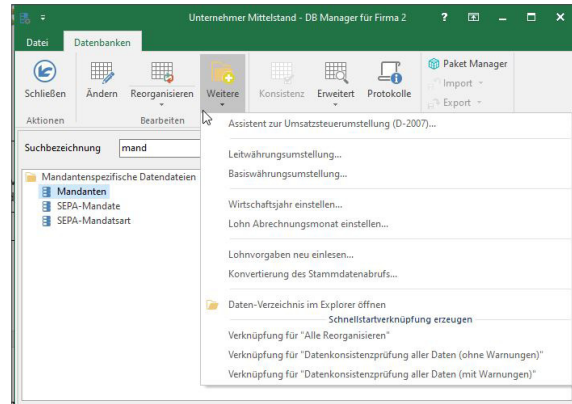 Unternehmer Mittelstand - DB Manager für Firma 2
Datei Datenbanken
Schließen Ändern Reorganisieren Weitere Konsistenz Erweitert Protokolle
Paket Manager
Import
Export
Aktionen Bearbeiten
Suchbezeichnung mand
Mandantenspezifische Datendateien
Mandanten
SEPA-Mandate
SEPA-Mandatsart
Assistent zur Umsatzsteuerumstellung (D-2007)...
Leitwährungsumstellung...
Basiswährungsumstellung...
Wirtschaftsjahr einstellen...
Lohn Abrechnungsmonat einstellen...
Lohnvorgaben neu einlesen...
Konvertierung des Stammdatenabrufs...
Daten-Verzeichnis im Explorer öffnen
Schnellstartverknüpfung erzeugen
Verknüpfung für "Alle Reorganisieren"
Verknüpfung für "Datenkonsistenzprüfung aller Daten (ohne Warnungen)"
Verknüpfung für "Datenkonsistenzprüfung aller Daten (mit Warnungen)"